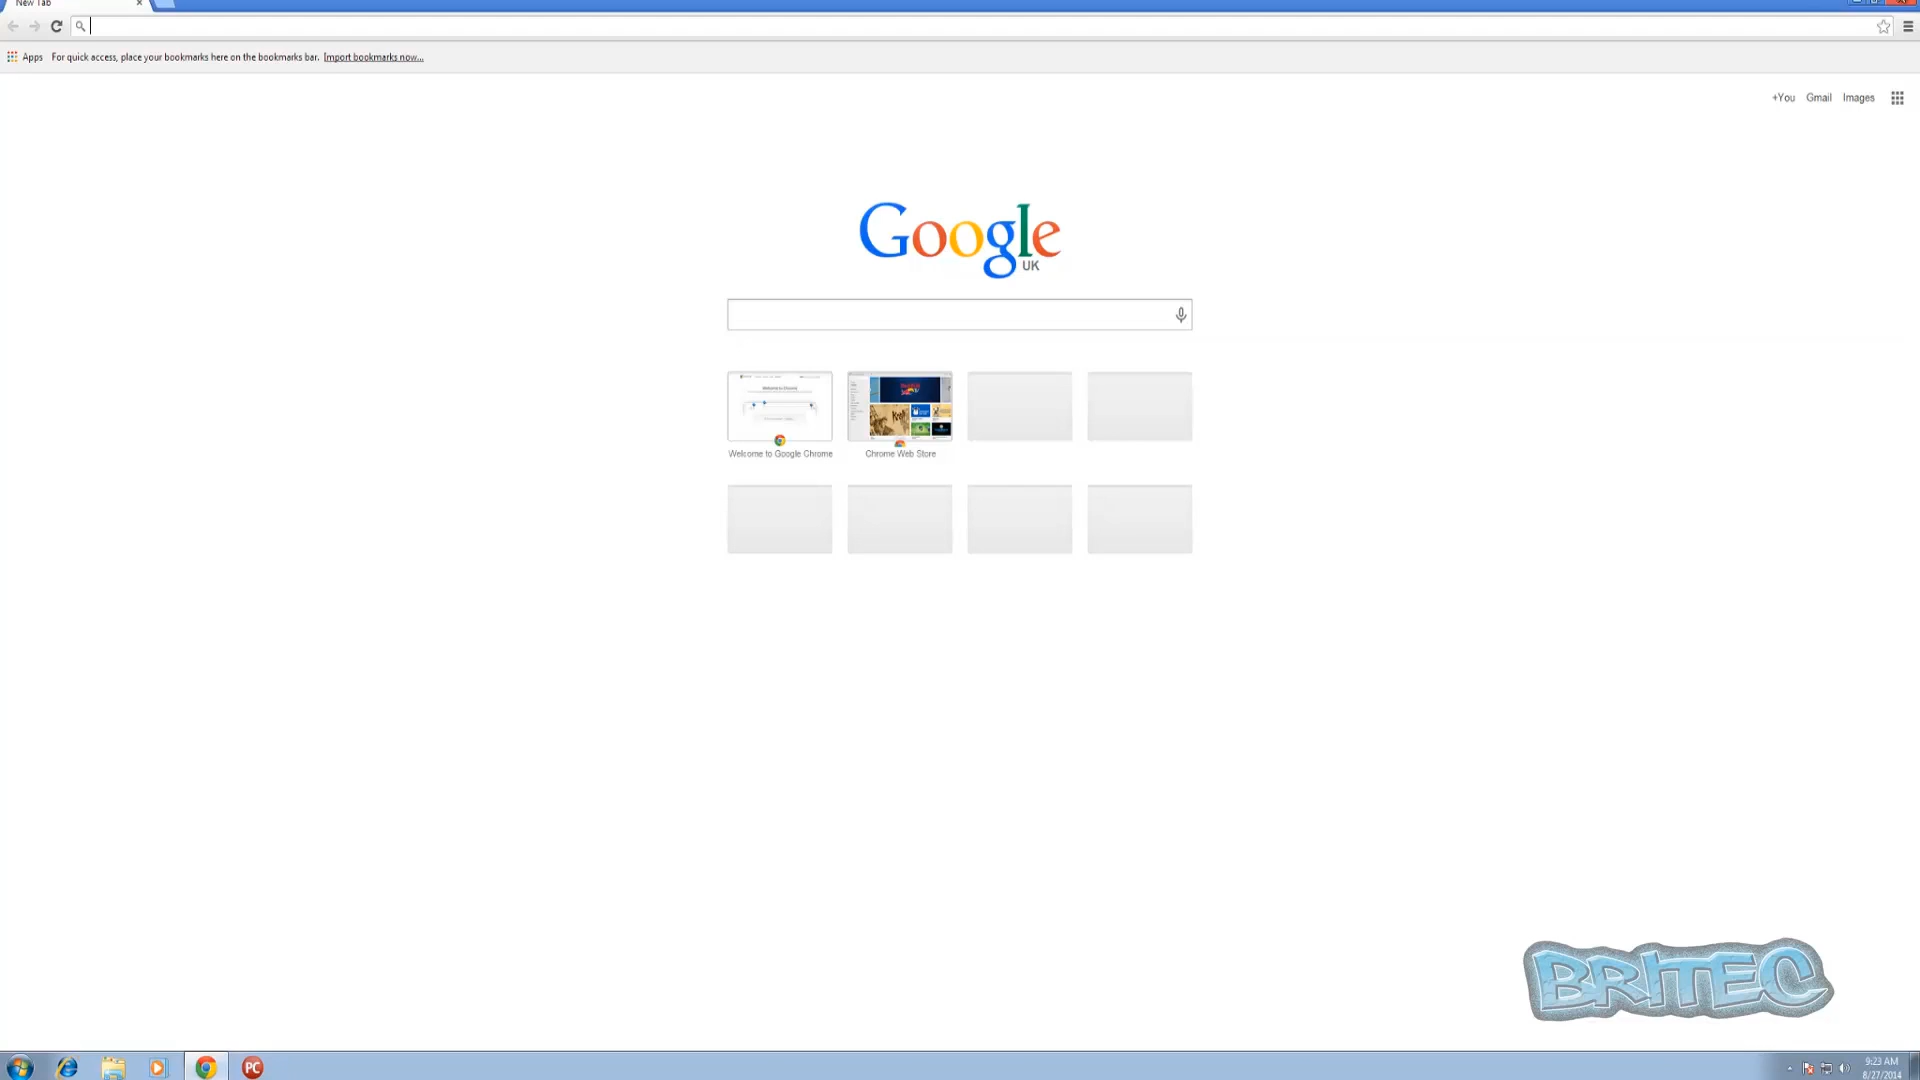 New Tab
Apps For quick access, place your bookmarks here on the bookmarks bar. Import bookmarks now...
+You Gmail Images
Google
UK
Welcome to Google Chrome
Chrome Web Store
BRITEC
PC
9:23 AM
8/27/2014